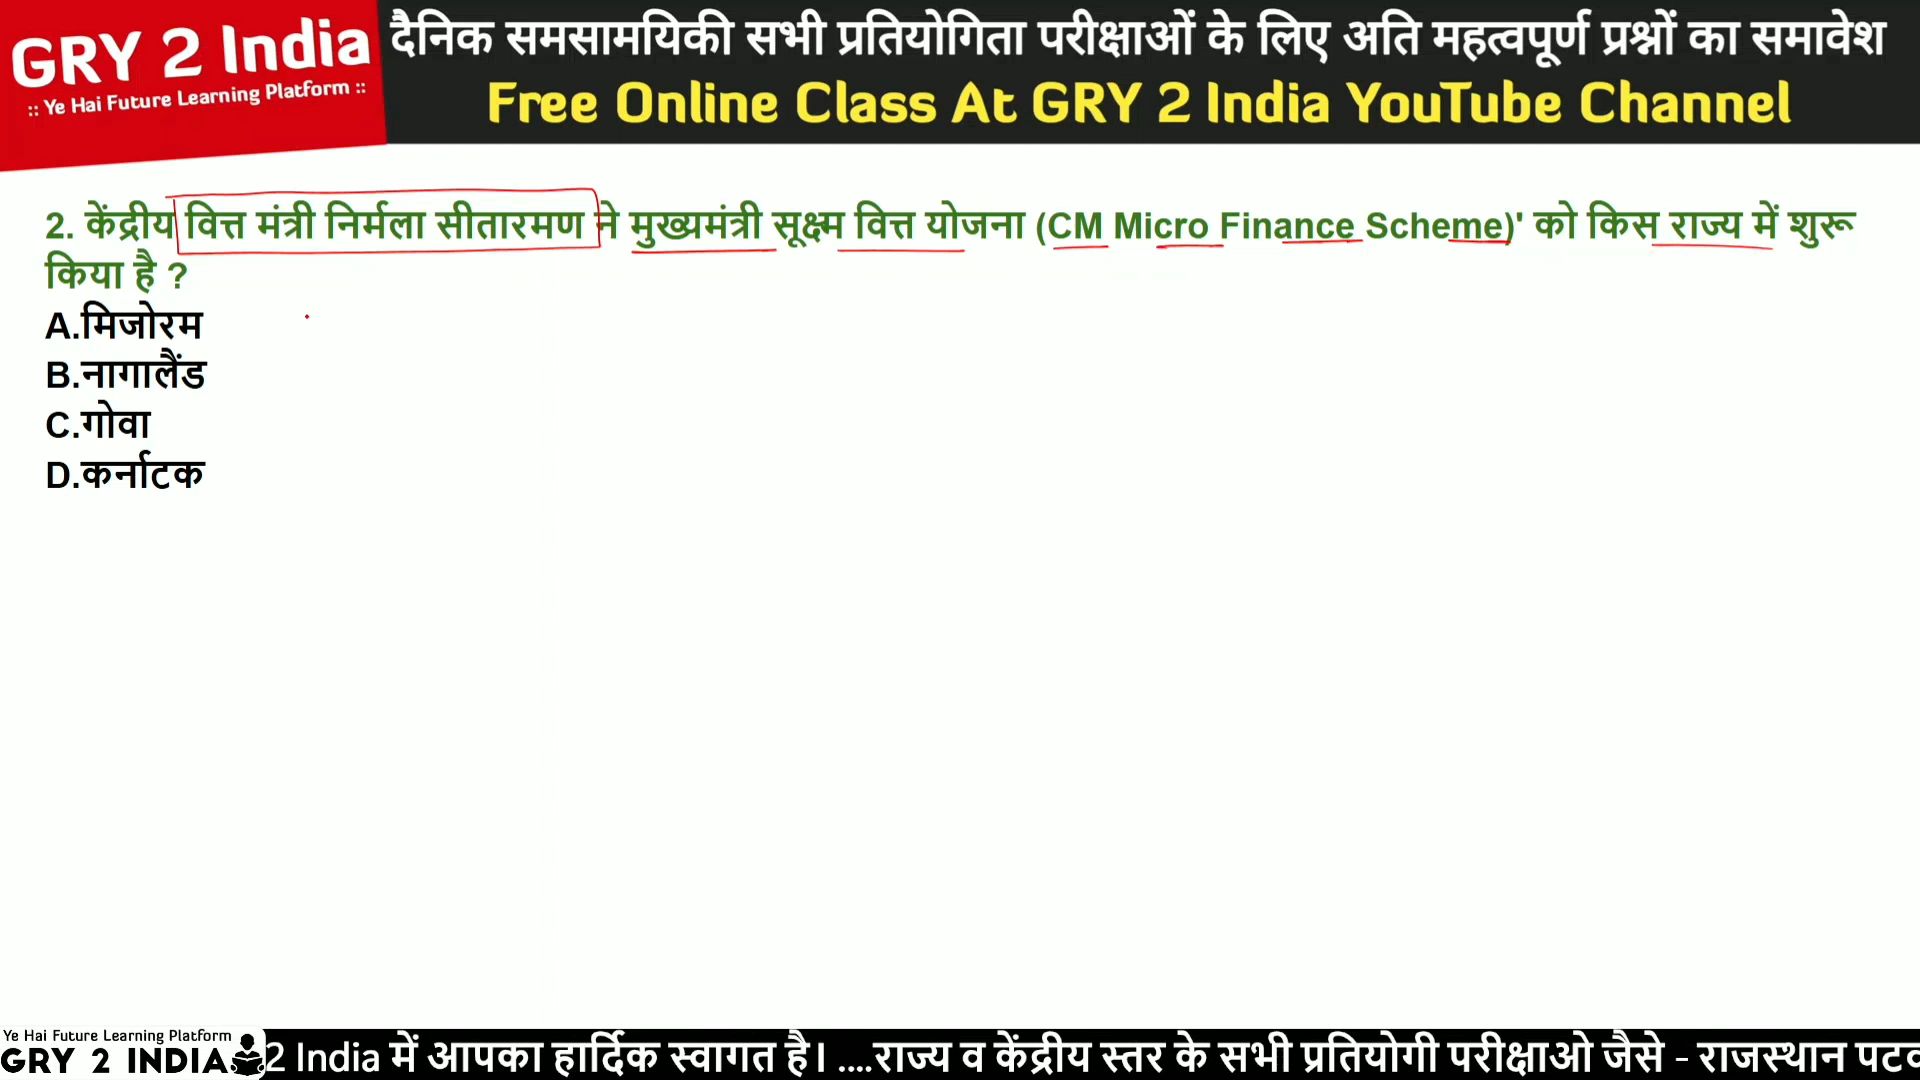 GRY 2 India
:: Ye Hai Future Learning Platform ::
दैनिक समसामयिकी सभी प्रतियोगिता परीक्षाओं के लिए अति महत्वपूर्ण प्रश्नों का समावेश
Free Online Class At GRY 2 India YouTube Channel
2. केंद्रीय वित्त मंत्री निर्मला सीतारमण ने मुख्यमंत्री सूक्ष्म वित्त योजना (CM Micro Finance Scheme)' को किस राज्य में शुरू
किया है ?
A.मिजोरम
B.नागालैंड
C.गोवा
D.कर्नाटक
Ye Hai Future Learning Platform
GRY 2 INDIA
2 India में आपका हार्दिक स्वागत है। ....राज्य व केंद्रीय स्तर के सभी प्रतियोगी परीक्षाओ जैसे - राजस्थान